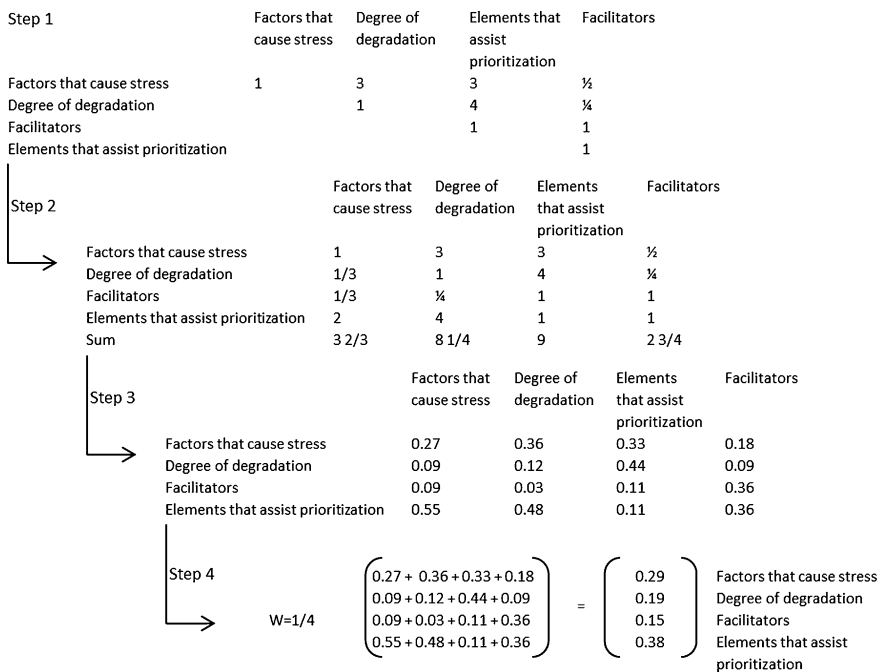 Step 1
Factors that cause stress Degree of degradation Elements that assist prioritization Facilitators
Factors that cause stress 1 3 3 ½
Degree of degradation 1 4 ¼
Facilitators 1 1
Elements that assist prioritization 1
Step 2
Factors that cause stress Degree of degradation Elements that assist prioritization Facilitators
Factors that cause stress 1 3 3 ½
Degree of degradation 1/3 1 4 ¼
Facilitators 1/3 ¼ 1 1
Elements that assist prioritization 2 4 1 1
Sum 3 2/3 8 1/4 9 2 3/4
Step 3
Factors that cause stress Degree of degradation Elements that assist prioritization Facilitators
Factors that cause stress 0.27 0.36 0.33 0.18
Degree of degradation 0.09 0.12 0.44 0.09
Facilitators 0.09 0.03 0.11 0.36
Elements that assist prioritization 0.55 0.48 0.11 0.36
Step 4
0.27 + 0.36 + 0.33 + 0.18 0.29 Factors that cause stress
0.09 + 0.12 + 0.44 + 0.09 0.19 Degree of degradation
W=1/4 =
0.09 + 0.03 + 0.11 + 0.36 0.15 Facilitators
0.55 + 0.48 + 0.11 + 0.36 0.38 Elements that assist
prioritization